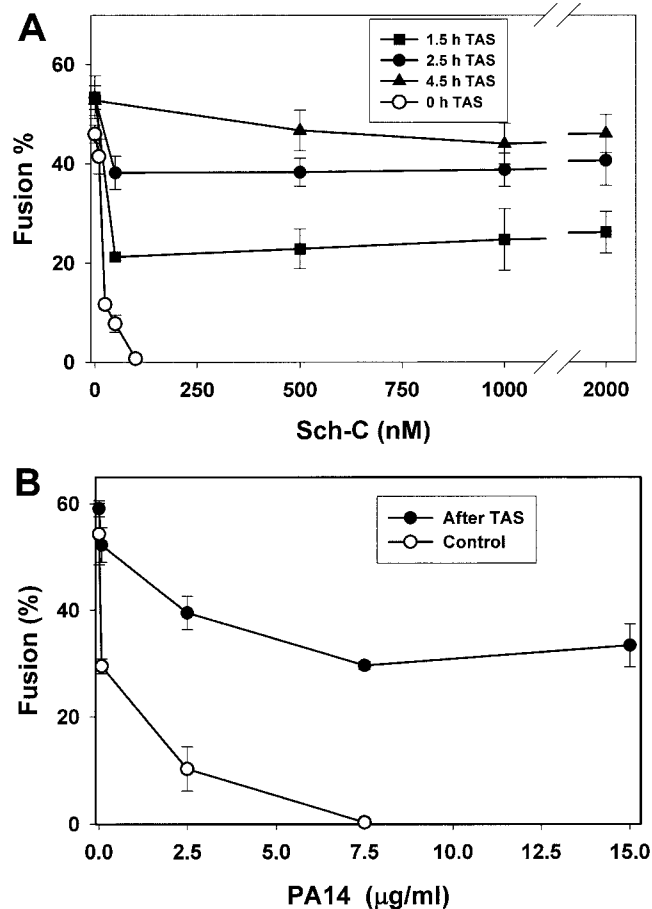 A
1.5 h TAS
2.5 h TAS
4.5 h TAS
0 h TAS
60
40
20
0
Fusion %
0 250 500 750 1000 2000
Sch-C (nM)
B
After TAS
Control
60
40
20
0
Fusion (%)
0.0 2.5 5.0 7.5 10.0 12.5 15.0
PA14 (μg/ml)